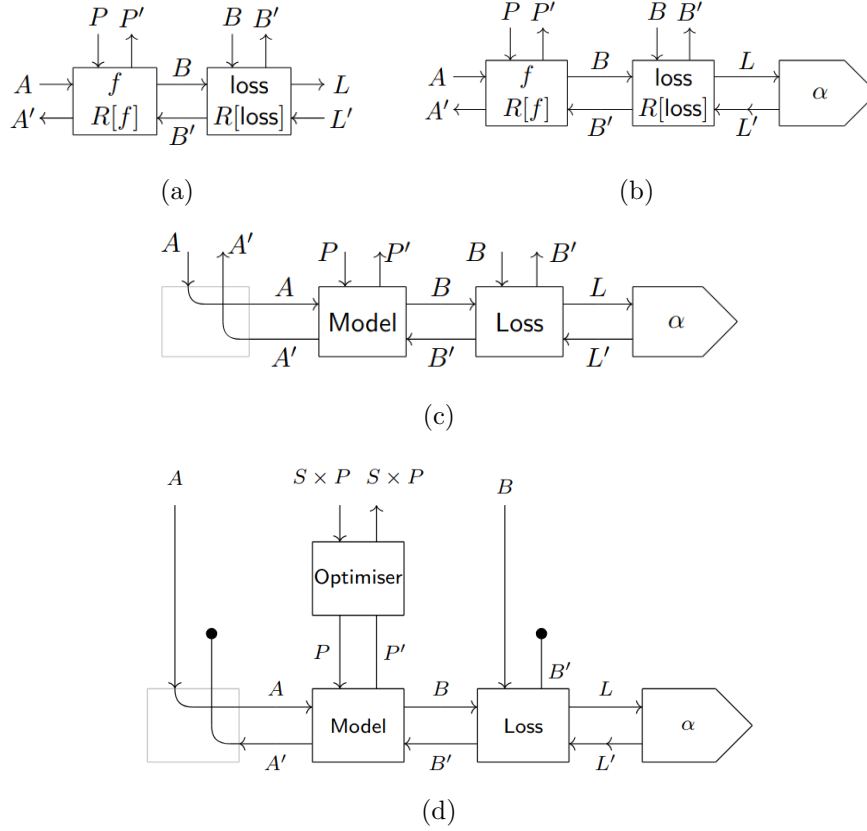 P P′ B B′
A f B loss L
A′ R[f] B′ R[loss] L′
(a)
P P′ B B′
A f B loss L α
A′ R[f] B′ R[loss] L′
(b)
A A′ P P′ B B′
A Model B Loss L α
A′ B′ L′
(c)
A S × P S × P B
Optimiser
P P′ B′
A Model B Loss L α
A′ B′ L′
(d)